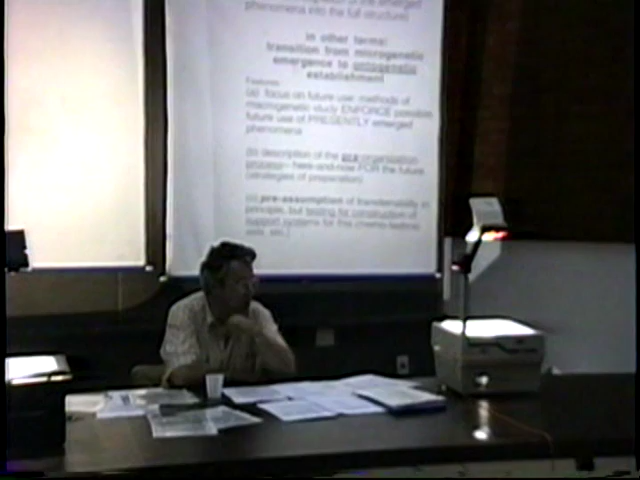 phenomena into the full structure)
in other terms:
transition from microgenetic
emergence to ontogenetic
establishment
Features:
(a) focus on future use: methods of
microgenetic study ENFORCE possible
future use of PRESENTLY emerged
phenomena
(b) description of the pre-organization
process-- here-and-now FOR the future
(strategies of preparation)
pre-assumption of transferability in
principle, but testing for construction of
support systems for this